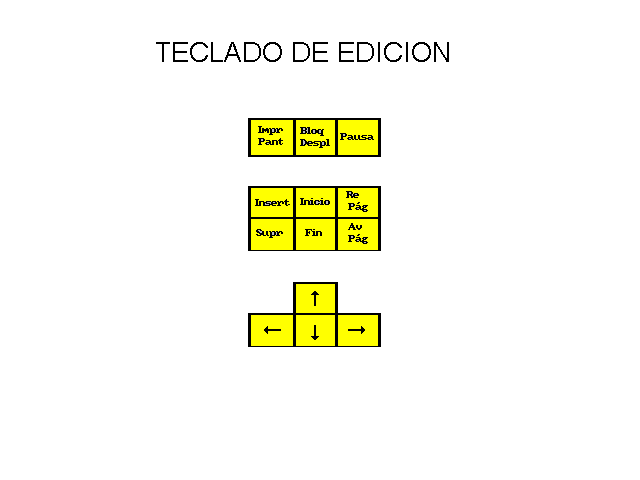 TECLADO DE EDICION
Impr
Pant
Bloq
Despl
Pausa
Insert
Inicio
Re
Pág
Supr
Fin
Av
Pág
↑
← ↓ →